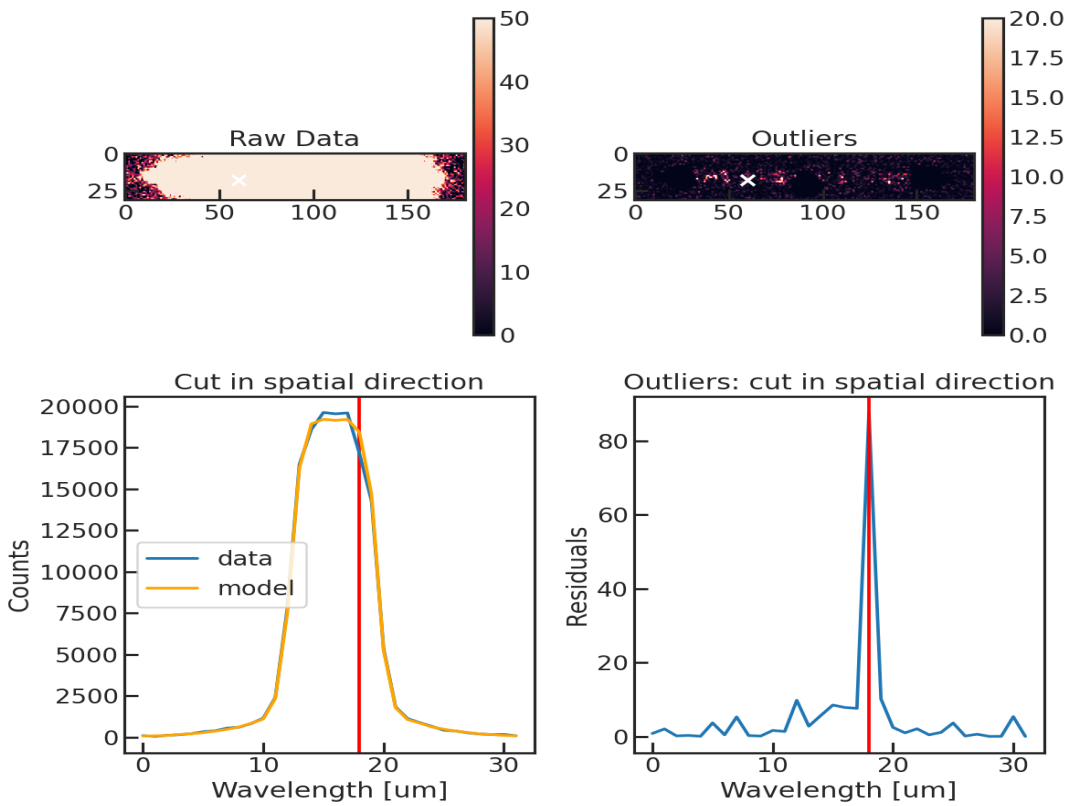 Raw Data
0
25
0 50 100 150
50
40
30
20
10
0
Outliers
0
25
0 50 100 150
20.0
17.5
15.0
12.5
10.0
7.5
5.0
2.5
0.0
Cut in spatial direction
Counts
20000
17500
15000
12500
10000
7500
5000
2500
0
data
model
0 10 20 30
Wavelength [um]
Outliers: cut in spatial direction
Residuals
80
60
40
20
0
0 10 20 30
Wavelength [um]